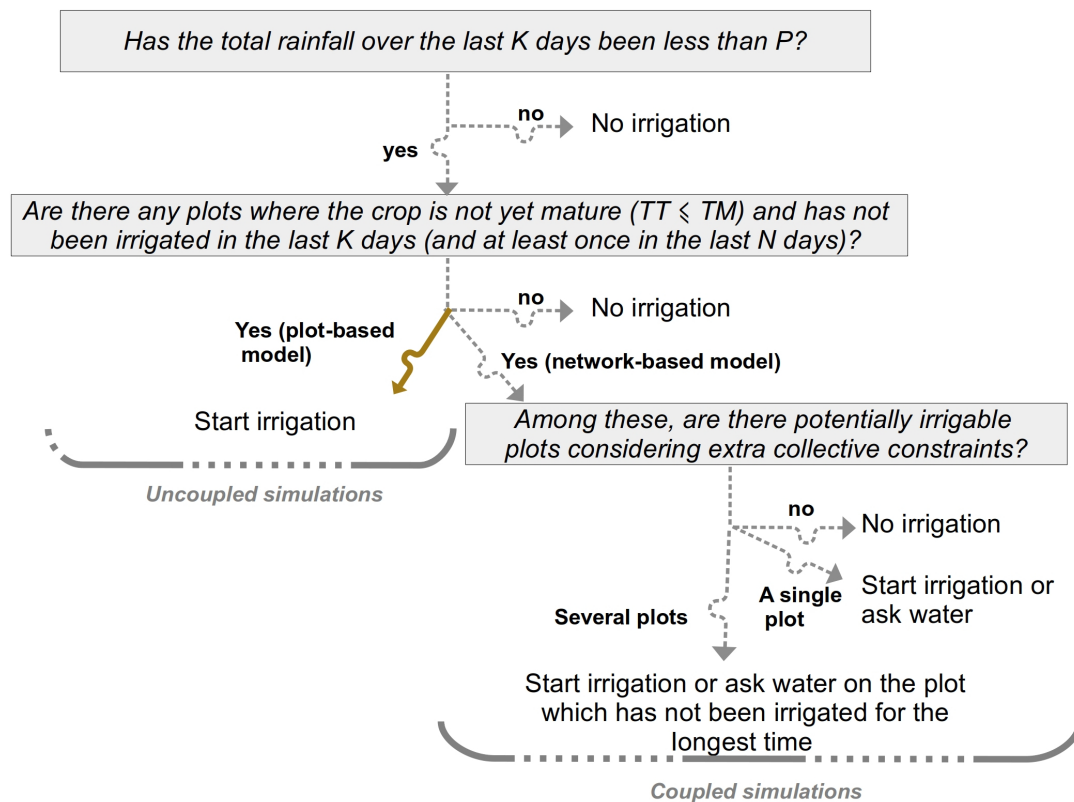 Has the total rainfall over the last K days been less than P?
no
No irrigation
yes
Are there any plots where the crop is not yet mature (TT ⩽ TM) and has not
been irrigated in the last K days (and at least once in the last N days)?
no
No irrigation
Yes (plot-based
model)
Yes (network-based model)
Start irrigation
Among these, are there potentially irrigable
plots considering extra collective constraints?
Uncoupled simulations
no
No irrigation
A single
plot
Start irrigation or
ask water
Several plots
Start irrigation or ask water on the plot
which has not been irrigated for the
longest time
Coupled simulations